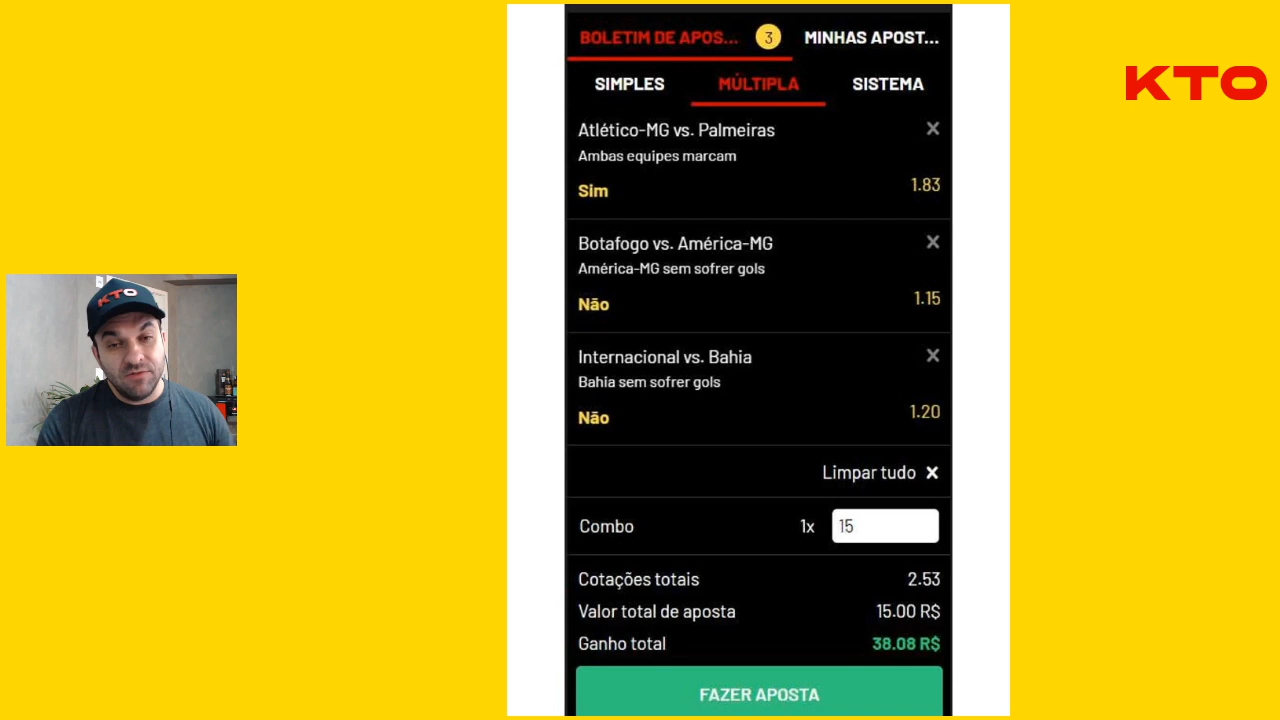 BOLETIM DE APOS... 3 MINHAS APOST...
SIMPLES MÚLTIPLA SISTEMA
Atlético-MG vs. Palmeiras
Ambas equipes marcam
Sim 1.83
Botafogo vs. América-MG
América-MG sem sofrer gols
Não 1.15
Internacional vs. Bahia
Bahia sem sofrer gols
Não 1.20
Limpar tudo
Combo 1x 15
Cotações totais 2.53
Valor total de aposta 15.00 R$
Ganho total 38.08 R$
FAZER APOSTA
KTO
KTO